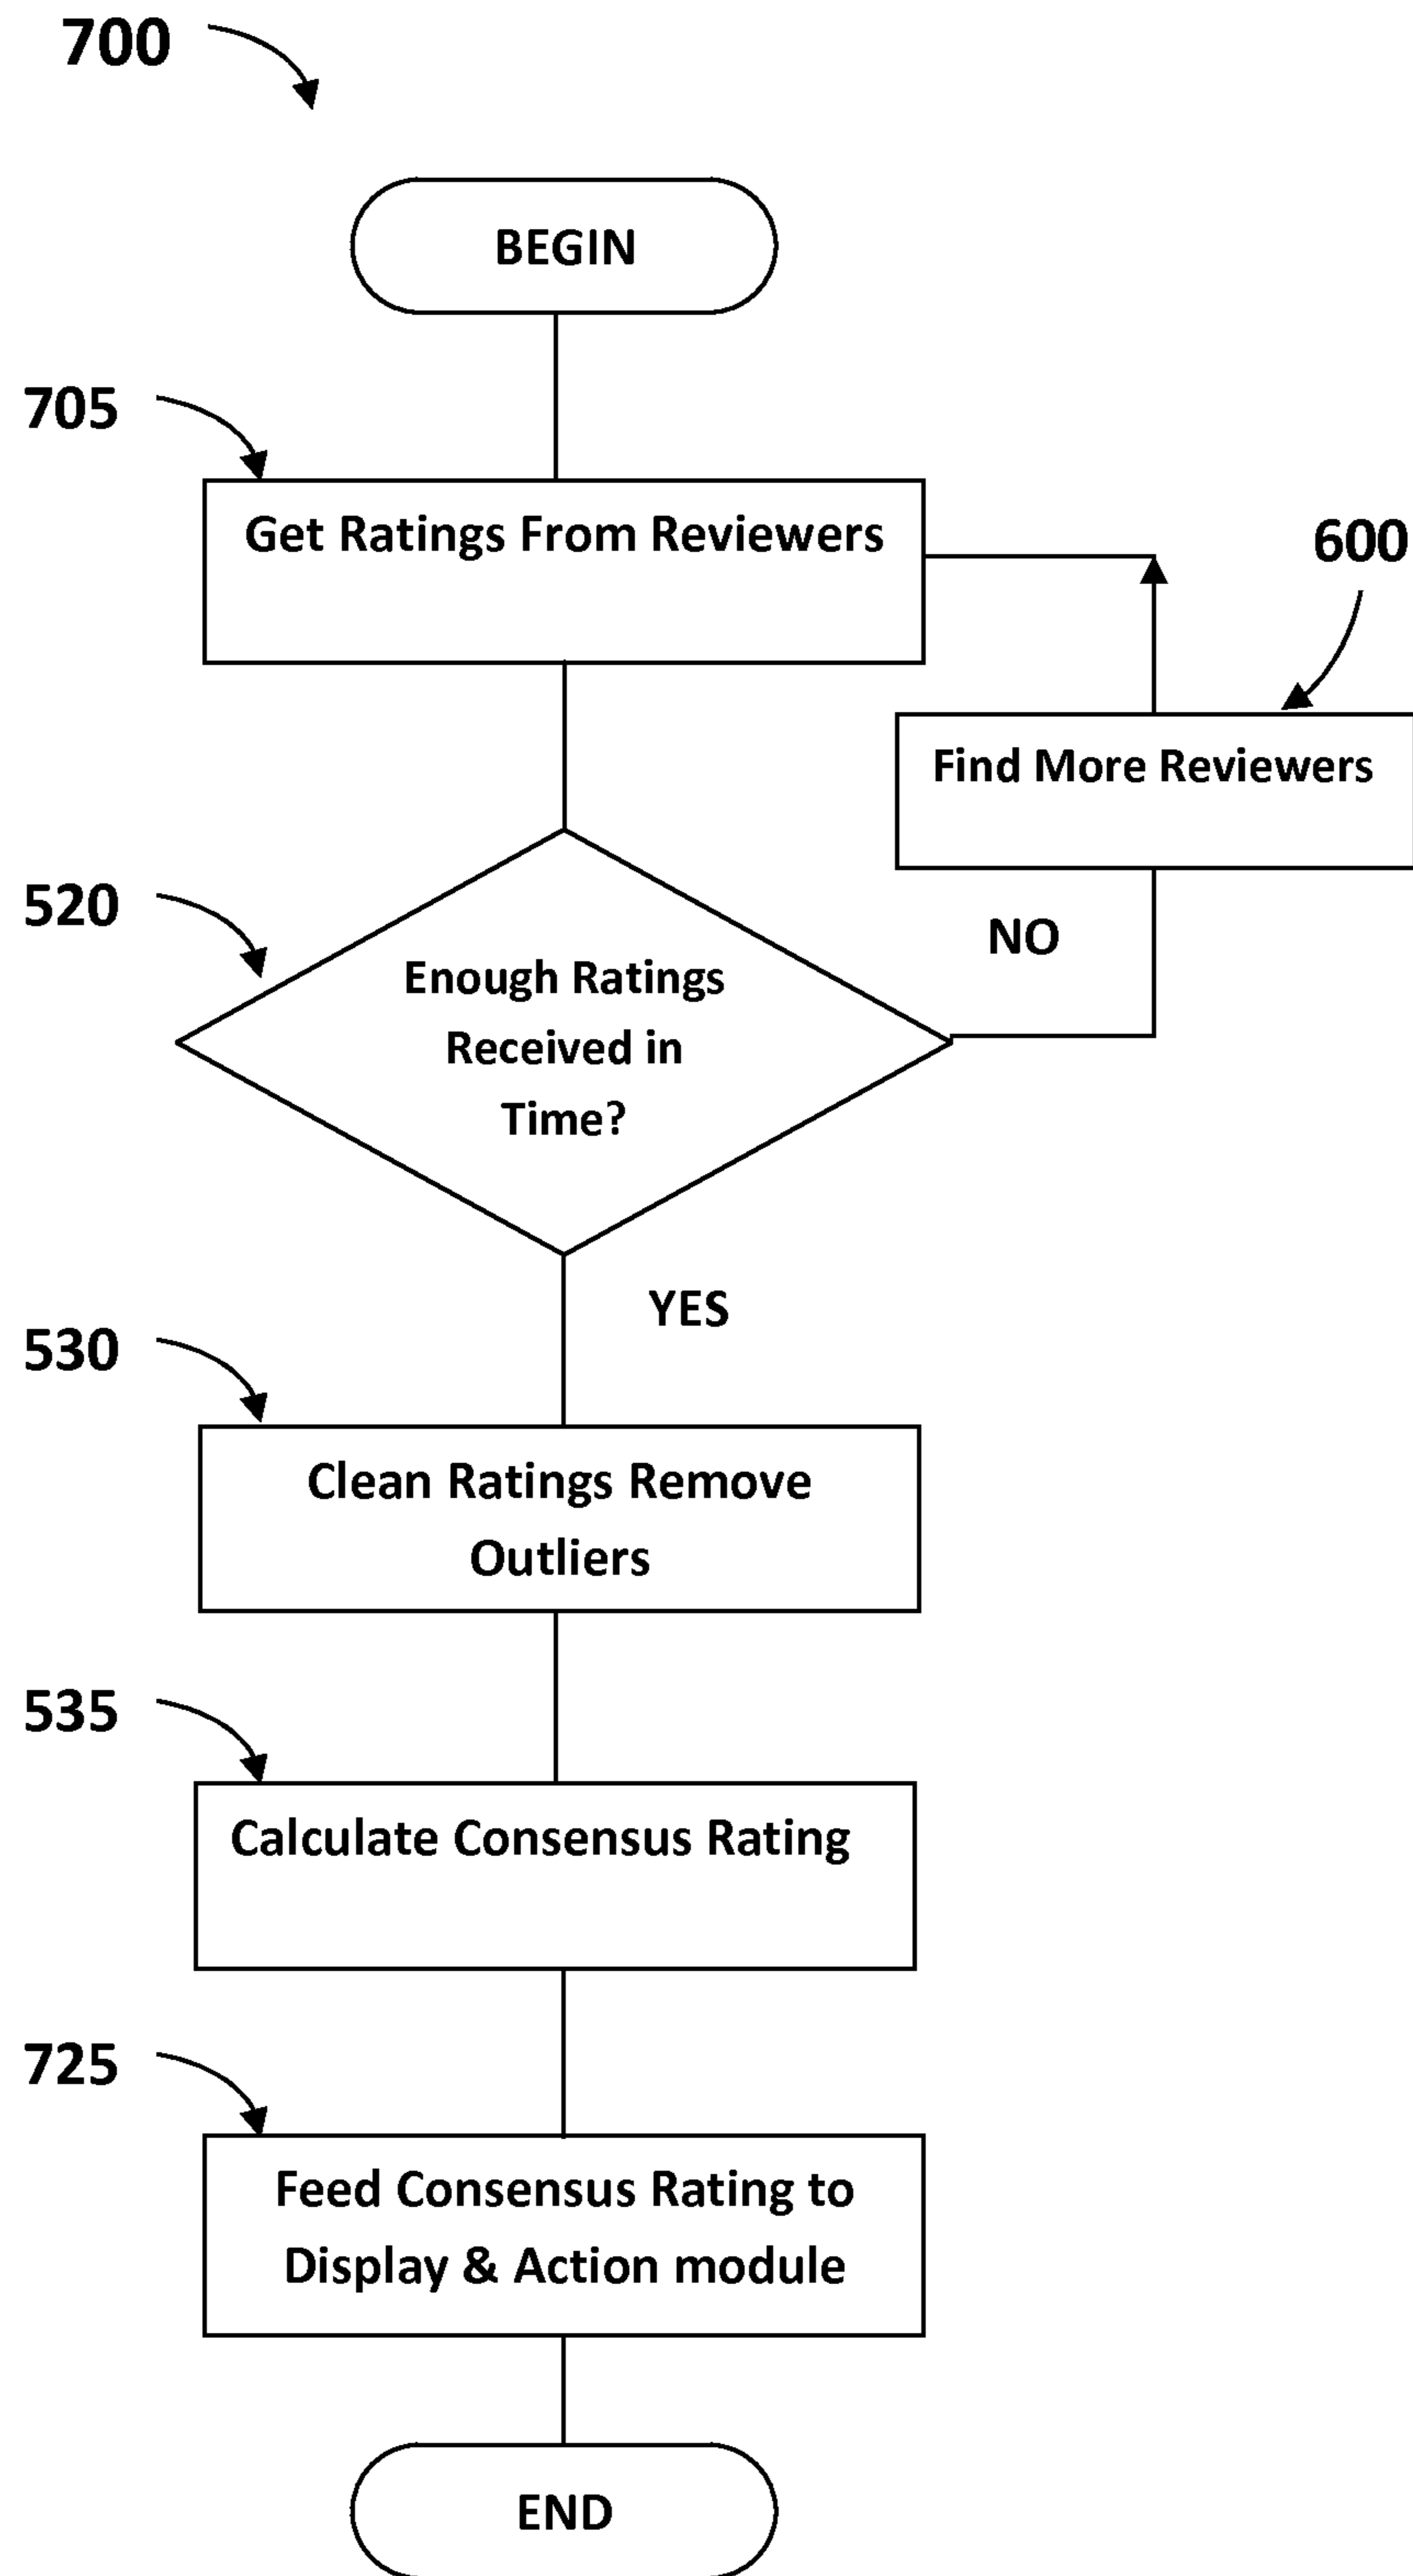 700
BEGIN
705
Get Ratings From Reviewers
600
Find More Reviewers
520
Enough Ratings
Received in
Time?
NO
YES
530
Clean Ratings Remove
Outliers
535
Calculate Consensus Rating
725
Feed Consensus Rating to
Display & Action module
END